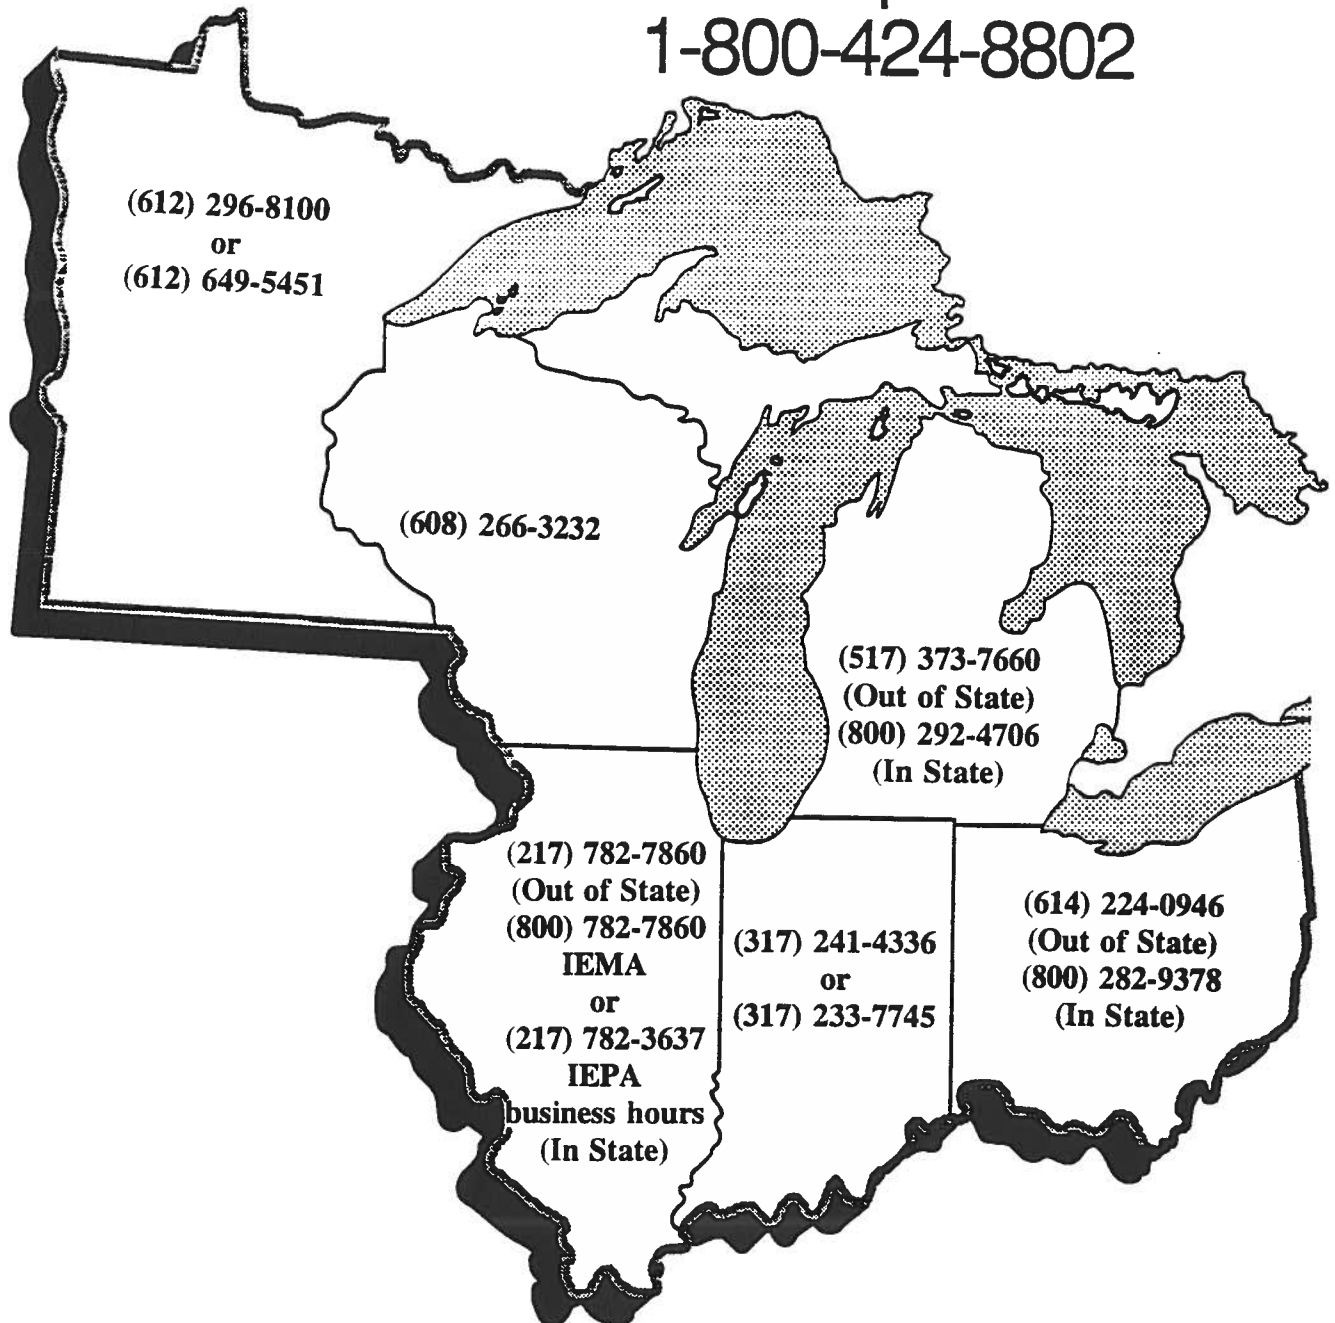 1-800-424-8802
(612) 296-8100
or
(612) 649-5451
(608) 266-3232
(517) 373-7660
(Out of State)
(800) 292-4706
(In State)
(217) 782-7860
(Out of State)
(800) 782-7860
IEMA
or
(217) 782-3637
IEPA
business hours
(In State)
(317) 241-4336
or
(317) 233-7745
(614) 224-0946
(Out of State)
(800) 282-9378
(In State)